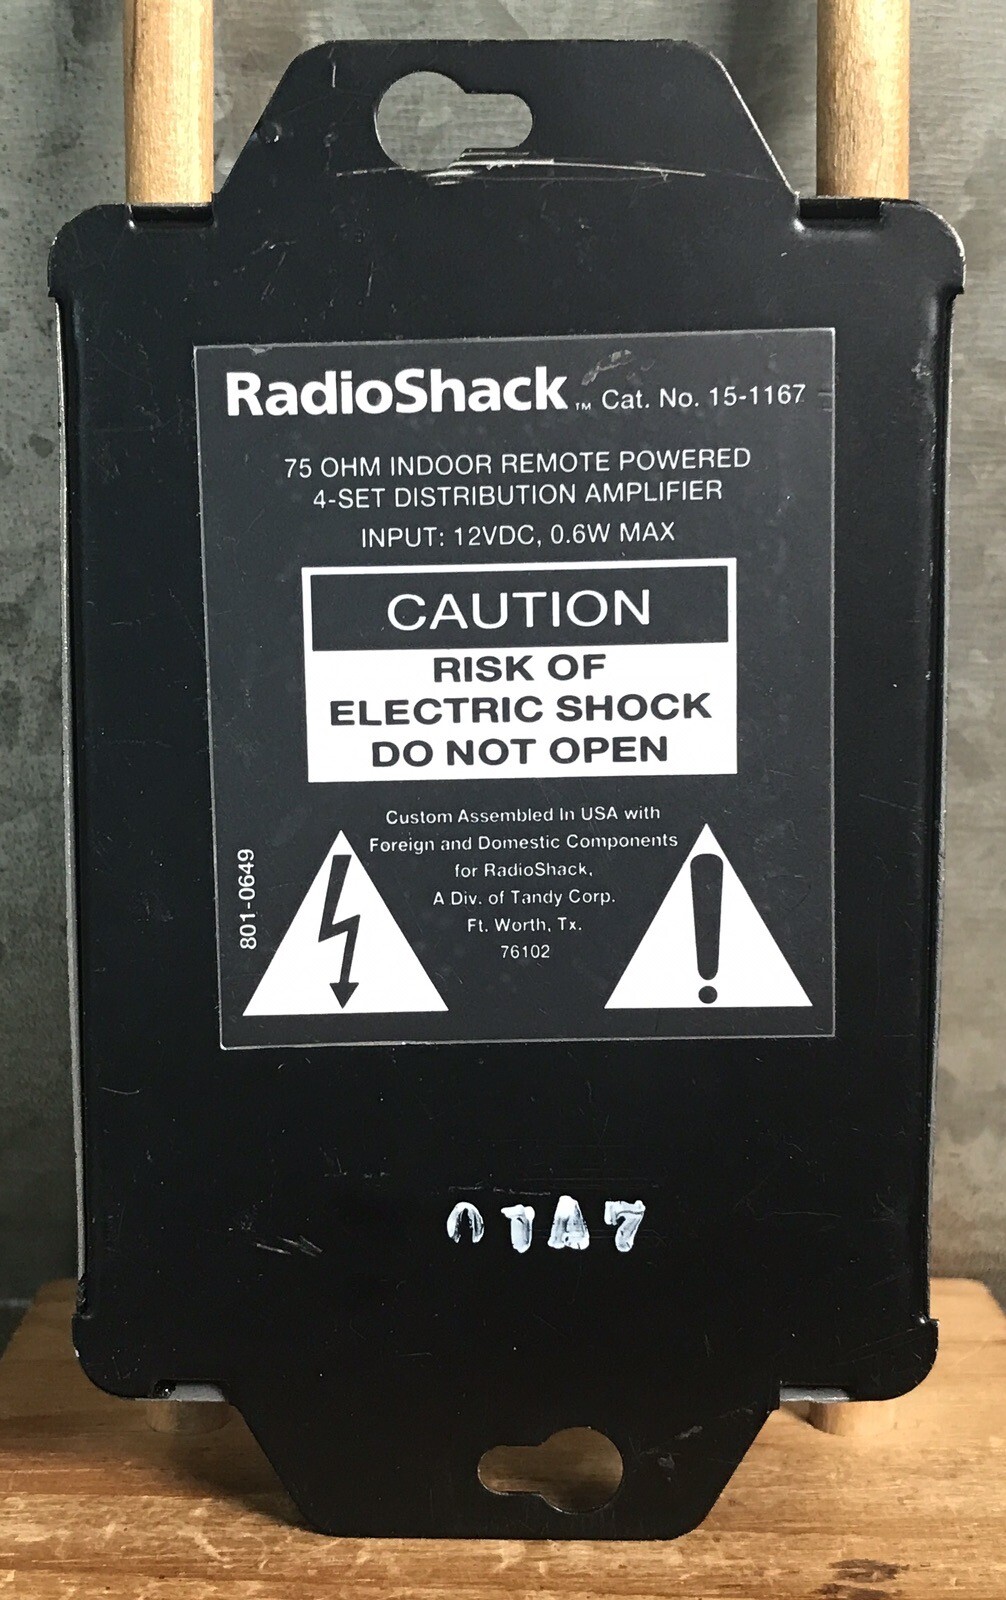 RadioShack™ Cat. No. 15-1167
75 OHM INDOOR REMOTE POWERED
4-SET DISTRIBUTION AMPLIFIER
INPUT: 12VDC, 0.6W MAX
CAUTION
RISK OF
ELECTRIC SHOCK
DO NOT OPEN
Custom Assembled In USA with
Foreign and Domestic Components
for RadioShack,
A Div. of Tandy Corp.
Ft. Worth, Tx.
76102
801-0649
01A7